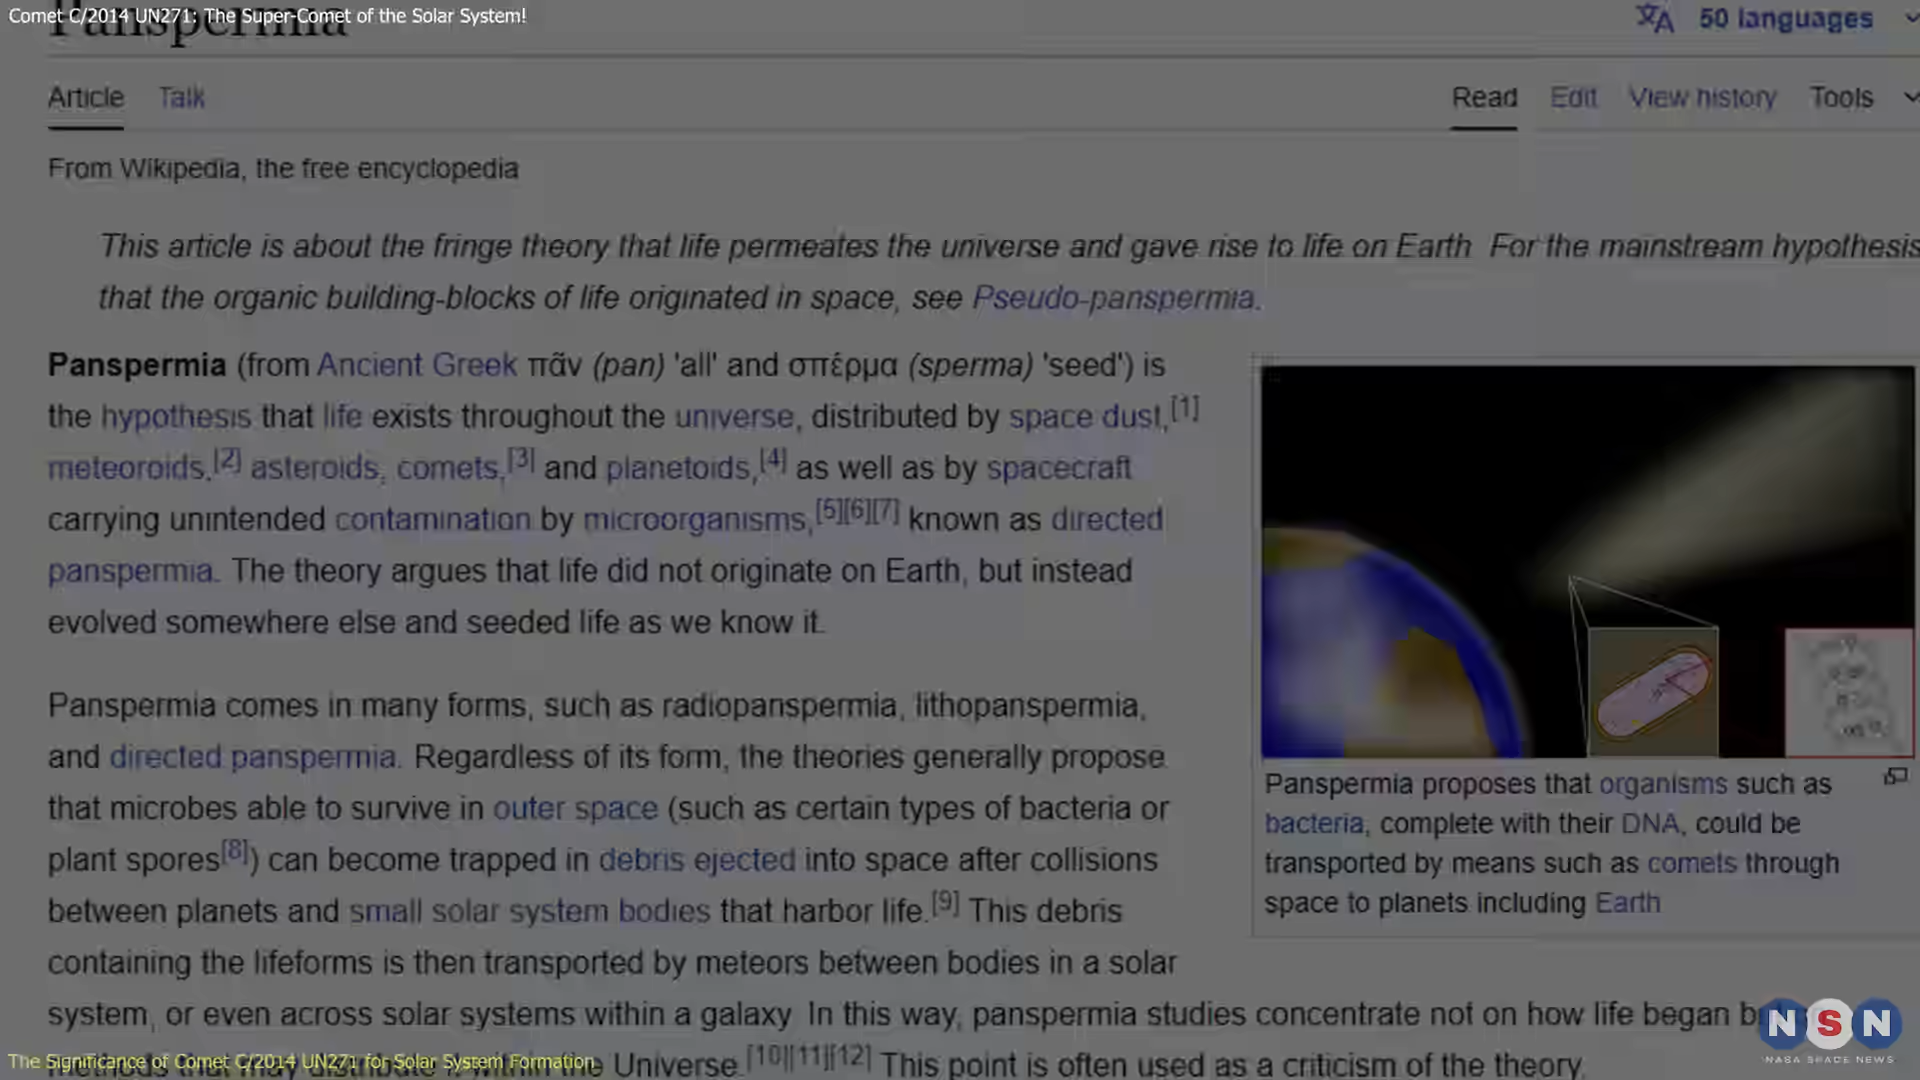 Comet C/2014 UN271: The Super-Comet of the Solar System!
Panspermia
50 languages
Article Talk
Read Edit View history Tools
From Wikipedia, the free encyclopedia
This article is about the fringe theory that life permeates the universe and gave rise to life on Earth For the mainstream hypothesis
that the organic building-blocks of life originated in space, see Pseudo-panspermia.
Panspermia (from Ancient Greek πᾶν (pan) 'all' and σπέρμα (sperma) 'seed') is
the hypothesis that life exists throughout the universe, distributed by space dust,[1]
meteoroids,[2] asteroids, comets,[3] and planetoids,[4] as well as by spacecraft
carrying unintended contamination by microorganisms,[5][6][7] known as directed
panspermia. The theory argues that life did not originate on Earth, but instead
evolved somewhere else and seeded life as we know it.
Panspermia comes in many forms, such as radiopanspermia, lithopanspermia,
and directed panspermia. Regardless of its form, the theories generally propose
that microbes able to survive in outer space (such as certain types of bacteria or
plant spores[8]) can become trapped in debris ejected into space after collisions
between planets and small solar system bodies that harbor life.[9] This debris
containing the lifeforms is then transported by meteors between bodies in a solar
system, or even across solar systems within a galaxy. In this way, panspermia studies concentrate not on how life began
methods that may distribute it within the Universe.[10][11][12] This point is often used as a criticism of the theory.
Panspermia proposes that organisms such as
bacteria, complete with their DNA, could be
transported by means such as comets through
space to planets including Earth
The Significance of Comet C/2014 UN271 for Solar System Formation
NSN
NASA SPACE NEWS